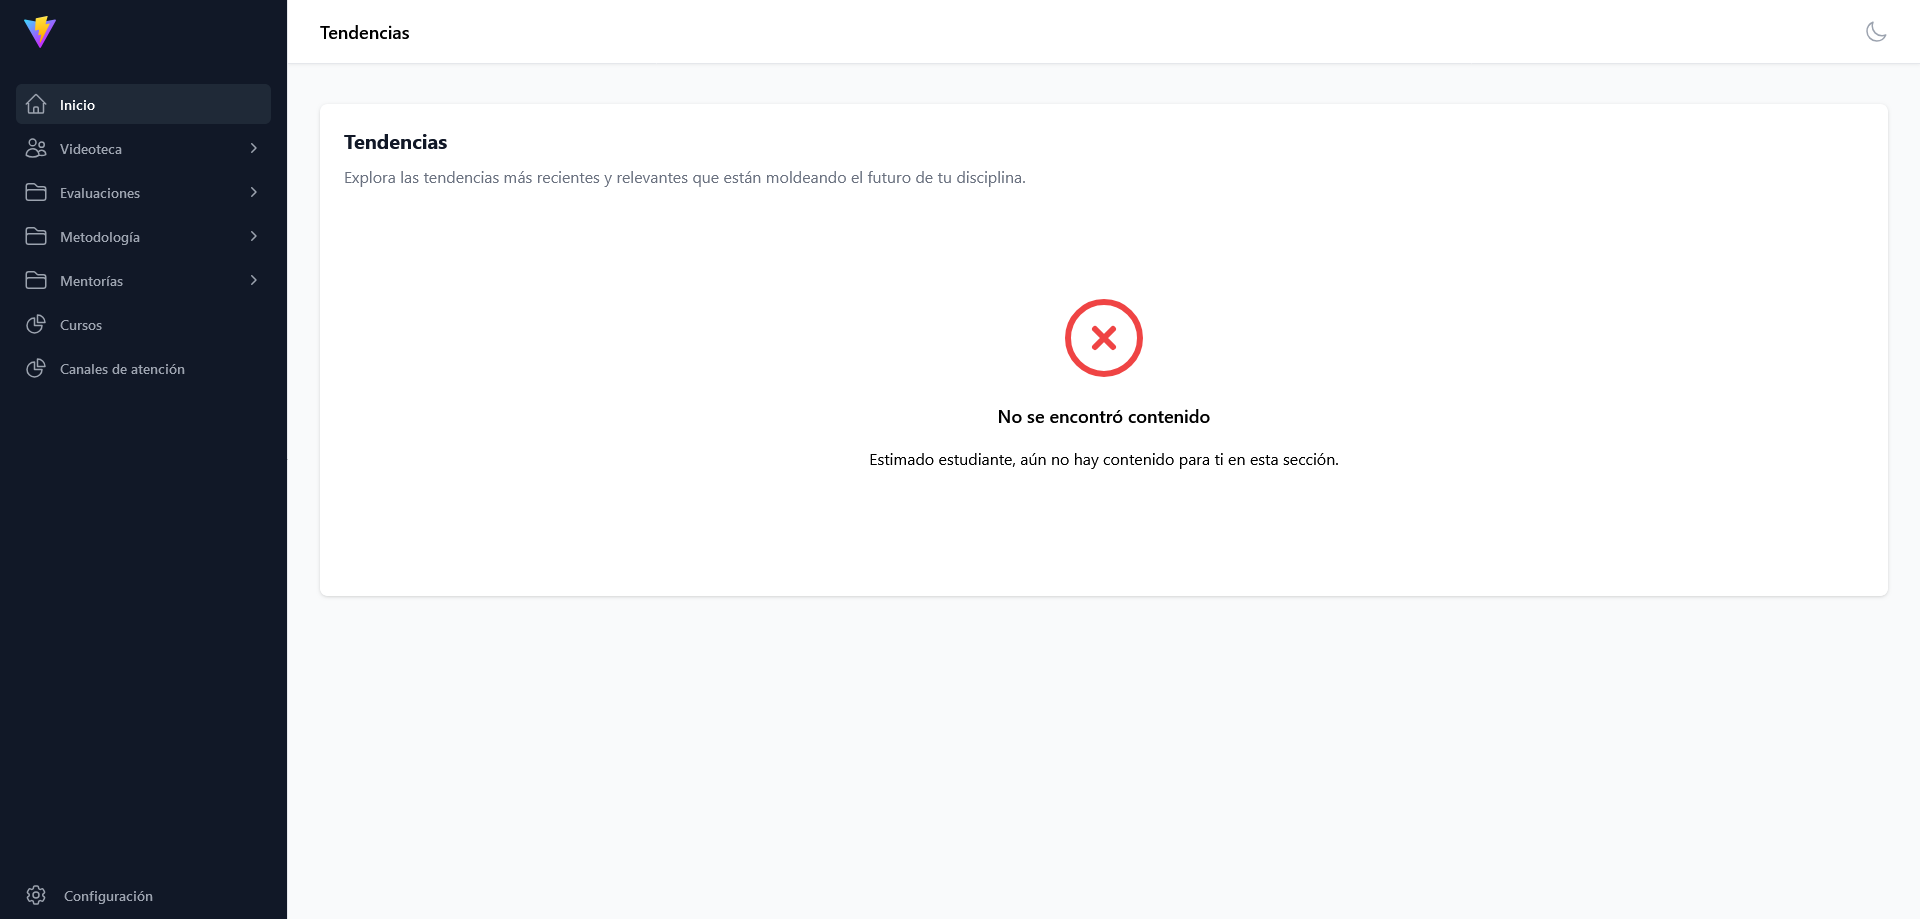 Tendencias
Inicio
Videoteca
Evaluaciones
Metodología
Mentorías
Cursos
Canales de atención
Configuración
Tendencias
Explora las tendencias más recientes y relevantes que están moldeando el futuro de tu disciplina.
No se encontró contenido
Estimado estudiante, aún no hay contenido para ti en esta sección.